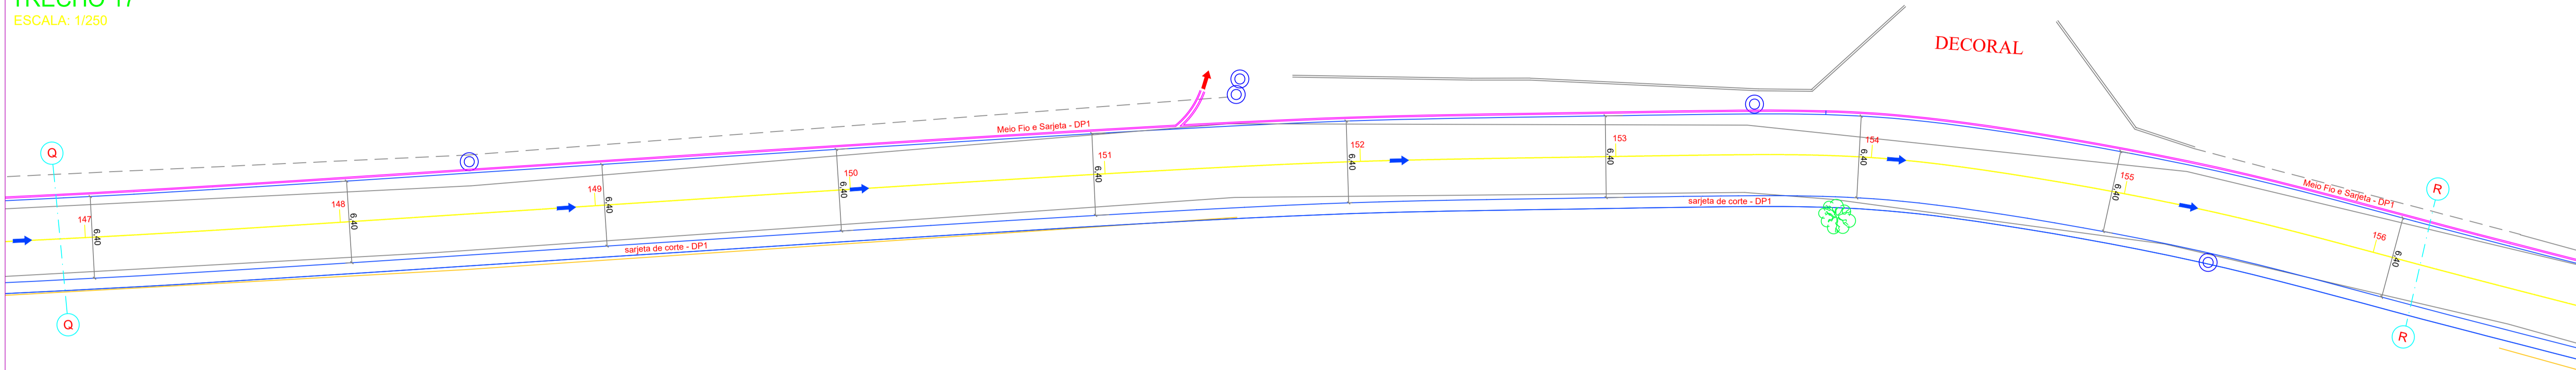 TRECHO 17
ESCALA: 1/250
DECORAL
Meio Fio e Sarjeta - DP1
Q
147
6.40
148
6.40
149
6.40
150
6.40
151
6.40
152
6.40
153
6.40
154
6.40
155
6.40
156
6.40
Meio Fio e Sarjeta - DP1
R
sarjeta de corte - DP1
sarjeta de corte - DP1
Q
R